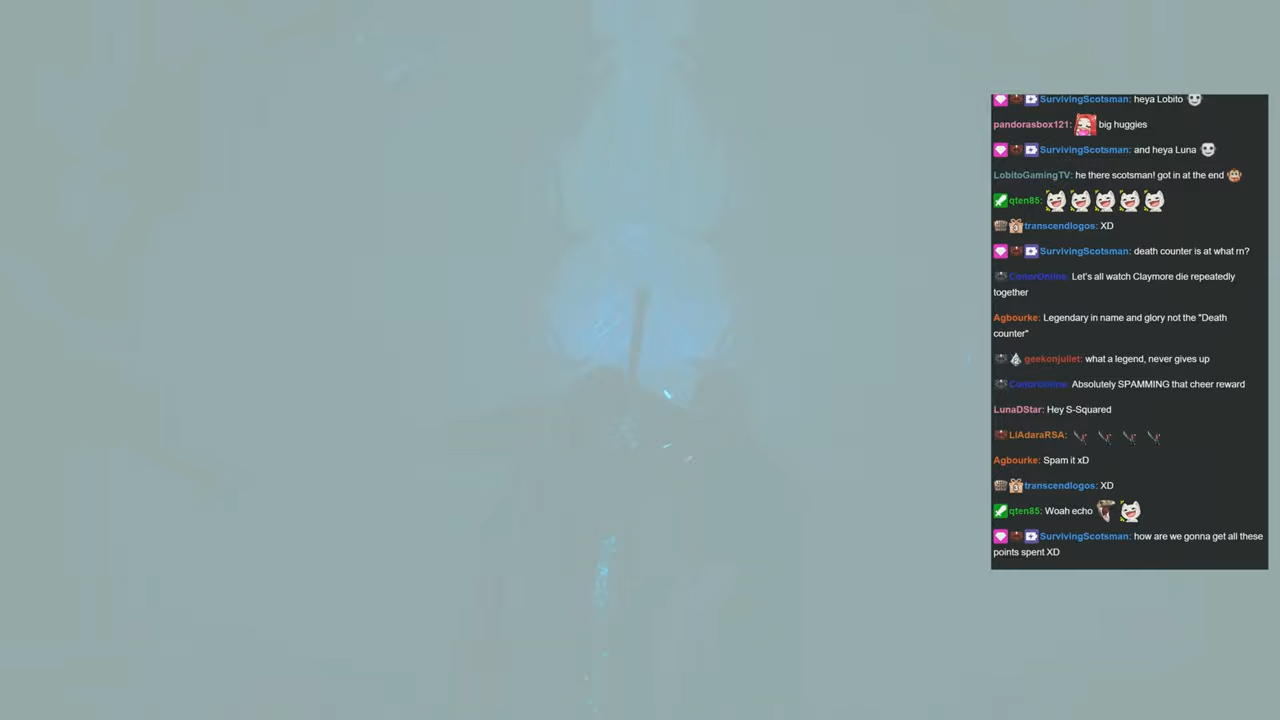 SurvivingScotsman: heya Lobito
pandorasbox121: big huggies
SurvivingScotsman: and heya Luna
LobitoGamingTV: he there scotsman! got in at the end
qten85:
transcendlogos: XD
SurvivingScotsman: death counter is at what rn?
ConorOnline: Let's all watch Claymore die repeatedly
together
Agbourke: Legendary in name and glory not the "Death
counter"
geekonjuliet: what a legend, never gives up
ConorOnline: Absolutely SPAMMING that cheer reward
LunaDStar: Hey S-Squared
LiAdaraRSA:
Agbourke: Spam it xD
transcendlogos: XD
qten85: Woah echo
SurvivingScotsman: how are we gonna get all these
points spent XD